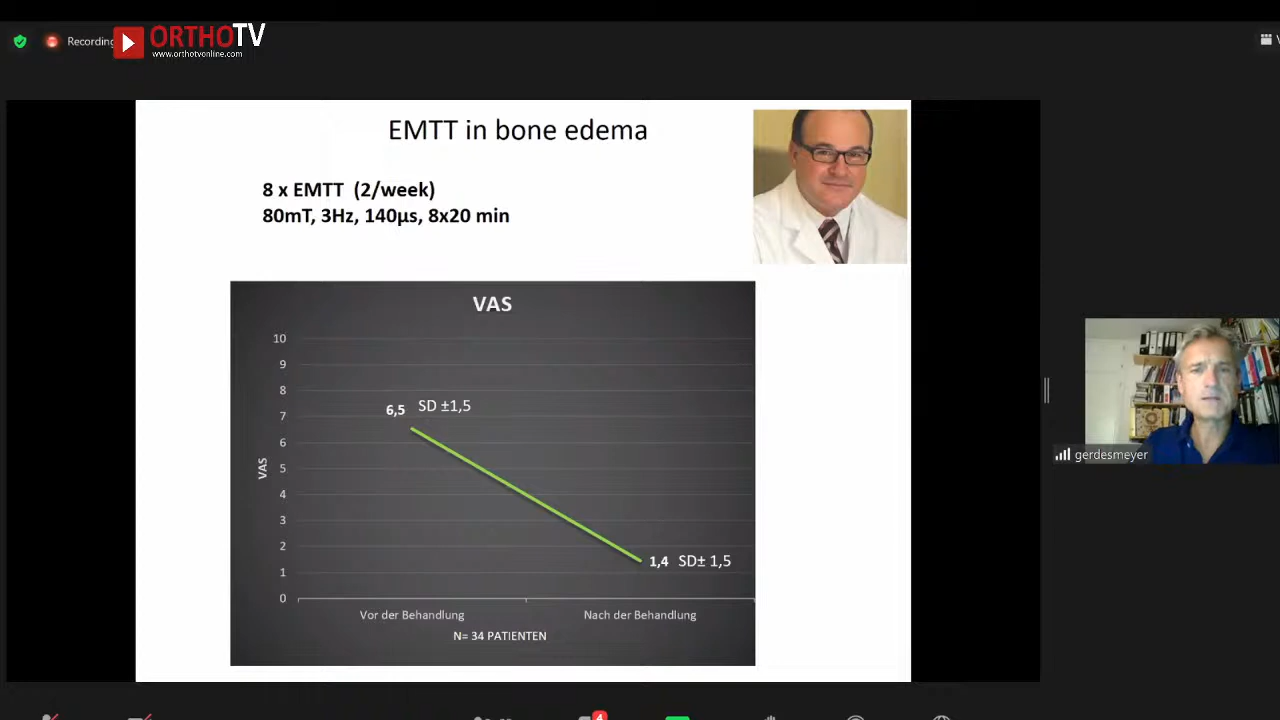 Recording
ORTHOTV
www.orthotvonline.com
EMTT in bone edema
8 x EMTT (2/week)
80mT, 3Hz, 140µs, 8x20 min
VAS
10
9
8
7
6
5
4
3
2
1
0
VAS
6,5 SD ±1,5
1,4 SD± 1,5
Vor der Behandlung
Nach der Behandlung
N= 34 PATIENTEN
gerdesmeyer
4